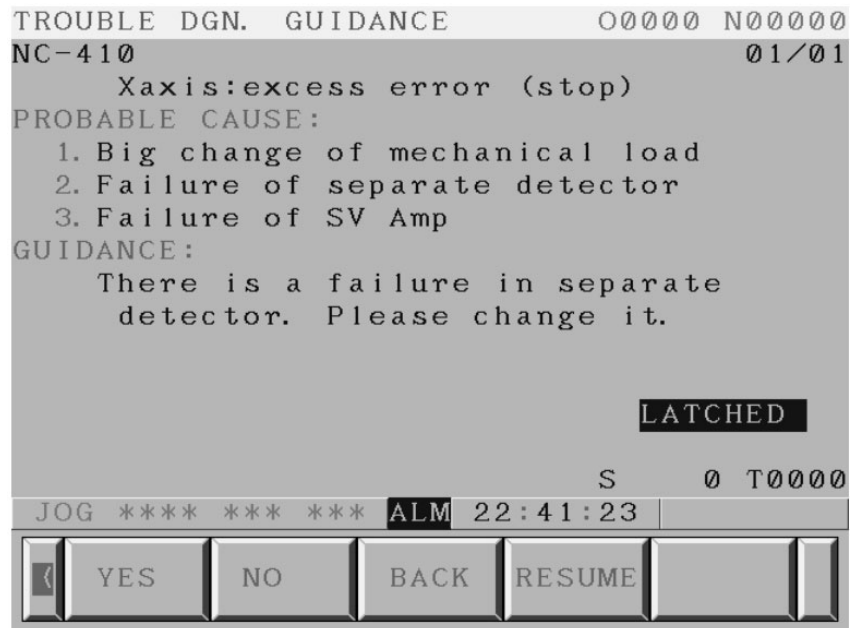 TROUBLE DGN. GUIDANCE O0000 N00000
NC-410 01/01
Xaxis:excess error (stop)
PROBABLE CAUSE:
1. Big change of mechanical load
2. Failure of separate detector
3. Failure of SV Amp
GUIDANCE:
There is a failure in separate
detector. Please change it.
LATCHED
S 0 T0000
JOG **** *** *** ALM 22:41:23
( YES NO BACK RESUME